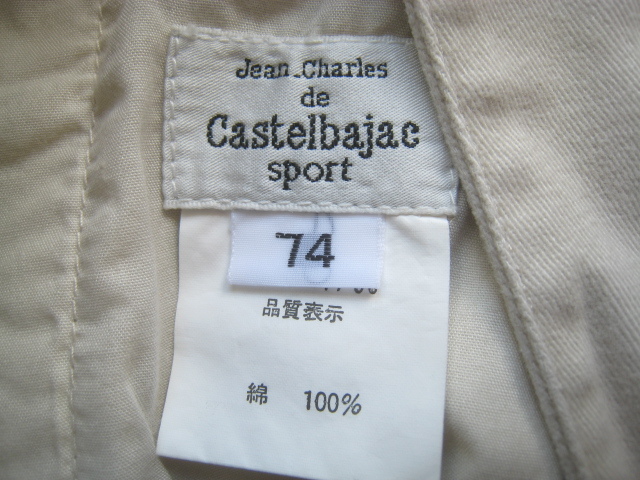 Jean-Charles
de
Castelbajac
sport
74
品質表示
綿 100%